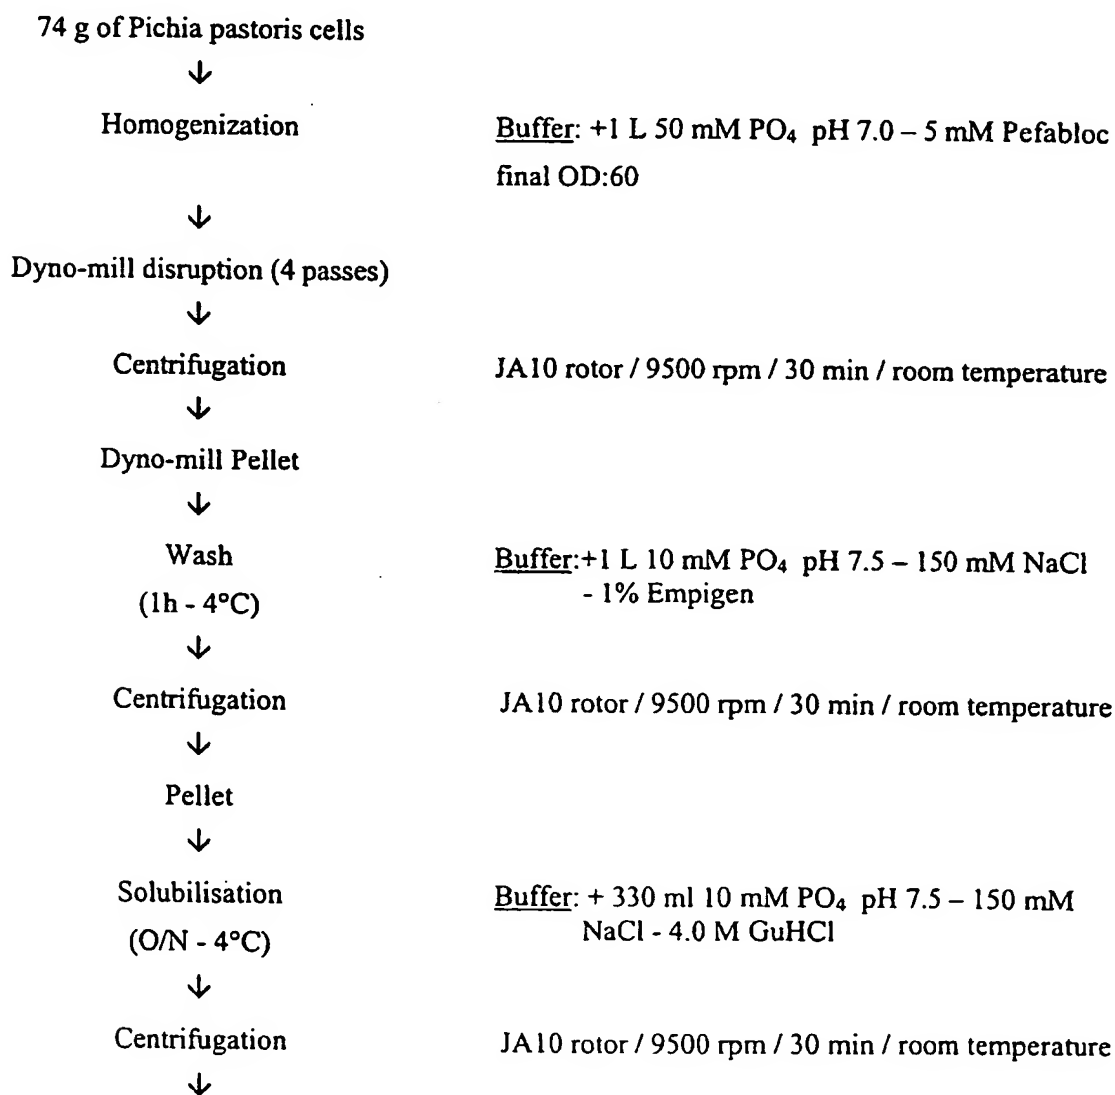 74 g of Pichia pastoris cells
↓
Homogenization Buffer: +1 L 50 mM PO₄ pH 7.0 – 5 mM Pefabloc
final OD:60
↓
Dyno-mill disruption (4 passes)
↓
Centrifugation JA10 rotor / 9500 rpm / 30 min / room temperature
↓
Dyno-mill Pellet
↓
Wash Buffer:+1 L 10 mM PO₄ pH 7.5 – 150 mM NaCl
(1h - 4°C) - 1% Empigen
↓
Centrifugation JA10 rotor / 9500 rpm / 30 min / room temperature
↓
Pellet
↓
Solubilisation Buffer: + 330 ml 10 mM PO₄ pH 7.5 – 150 mM
(O/N - 4°C) NaCl - 4.0 M GuHCl
↓
Centrifugation JA10 rotor / 9500 rpm / 30 min / room temperature
↓